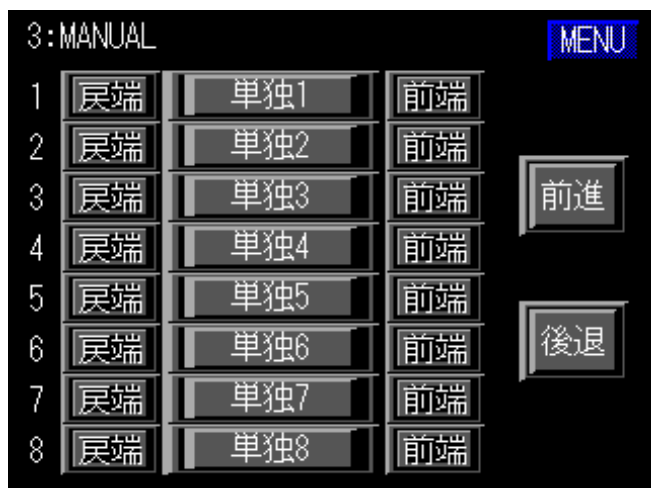 3:MANUAL MENU
1 戻端 単独1 前端
2 戻端 単独2 前端
3 戻端 単独3 前端
前進
4 戻端 単独4 前端
5 戻端 単独5 前端
6 戻端 単独6 前端
後退
7 戻端 単独7 前端
8 戻端 単独8 前端